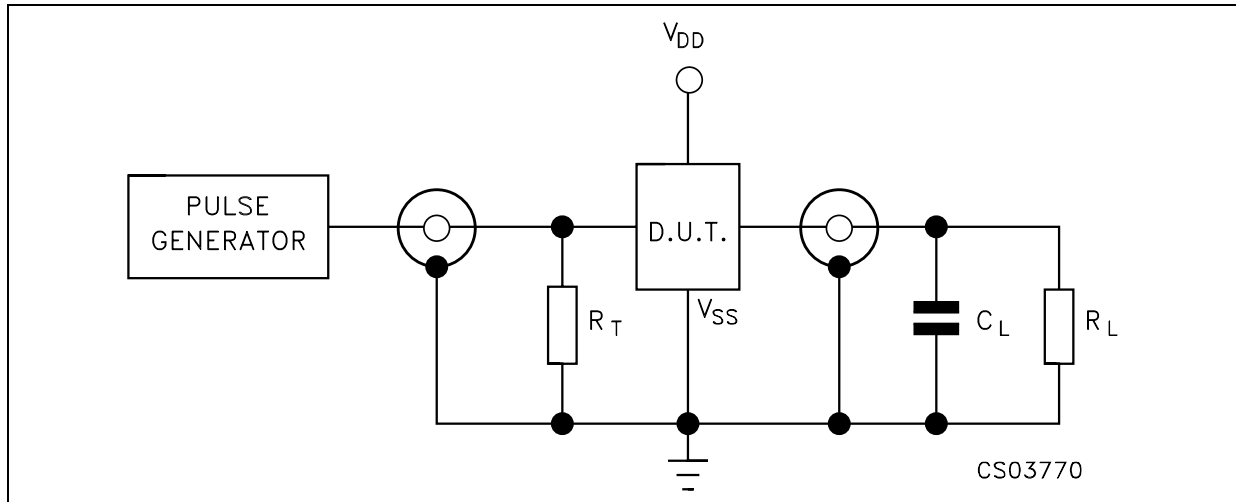 VDD
PULSE
GENERATOR
D.U.T.
VSS
RT
CL
RL
CS03770